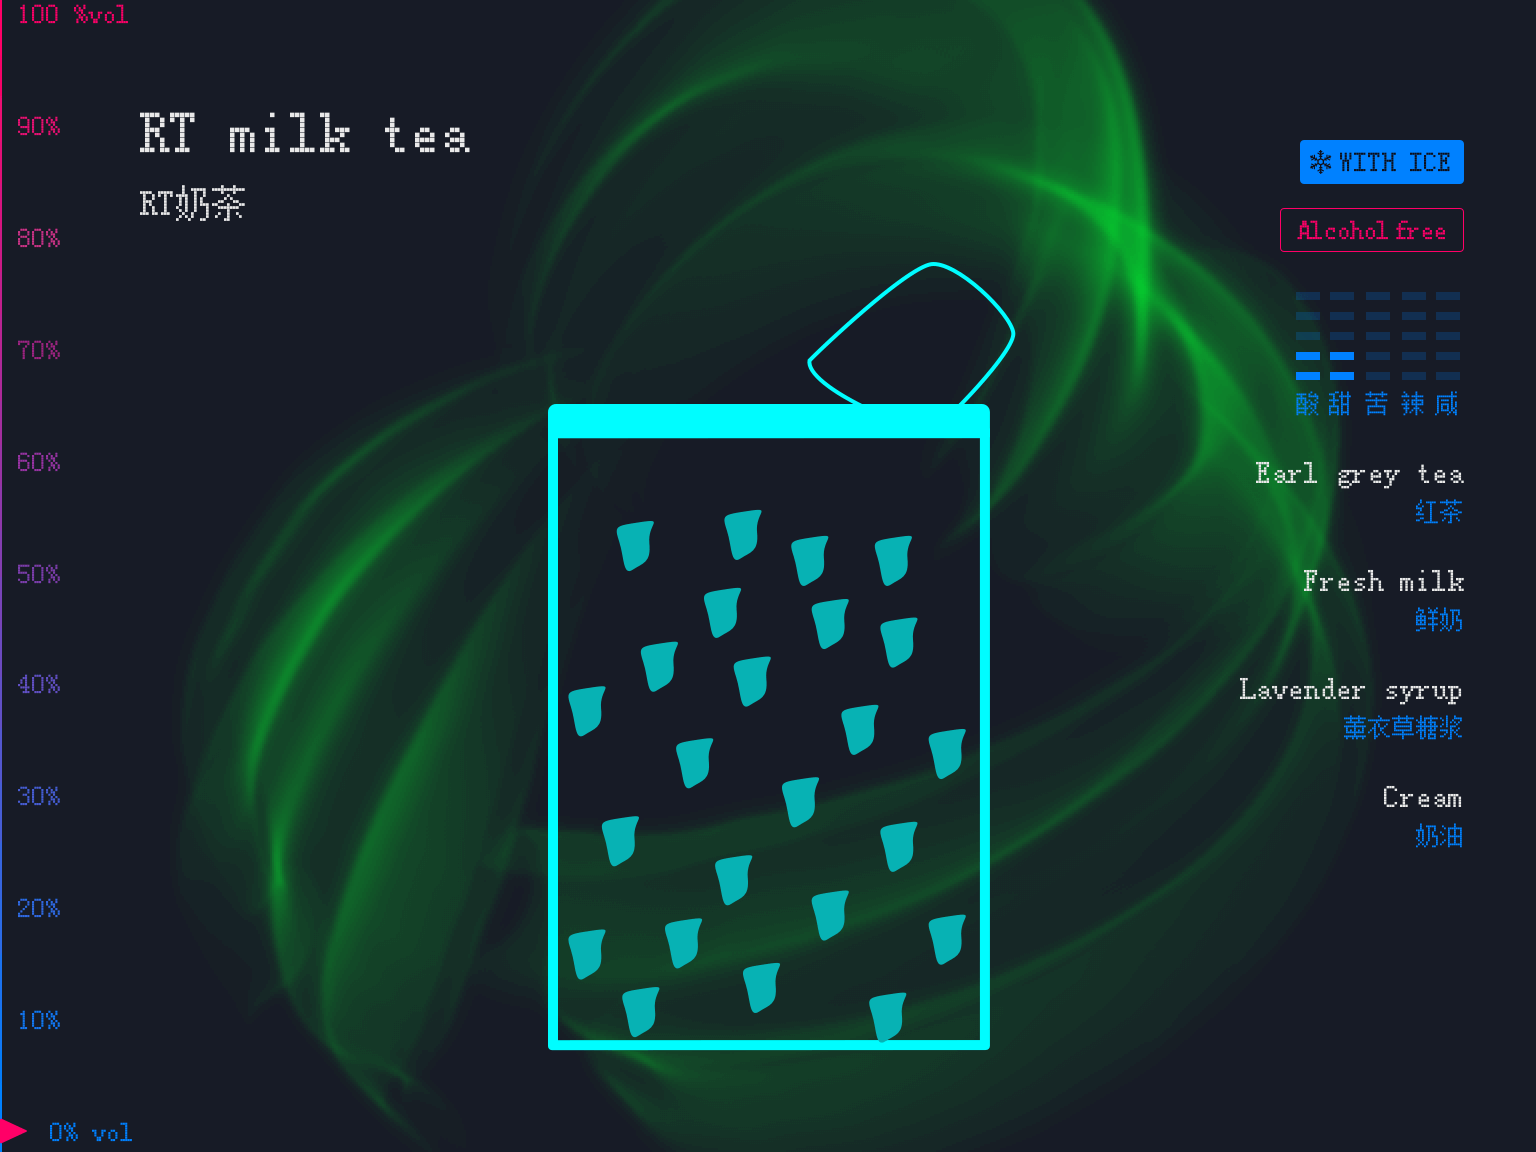 100 %vol
90%
80%
70%
60%
50%
40%
30%
20%
10%
0% vol
RT milk tea
RT奶茶
WITH ICE
Alcohol free
酸 甜 苦 辣 咸
Earl grey tea
红茶
Fresh milk
鲜奶
Lavender syrup
薰衣草糖浆
Cream
奶油